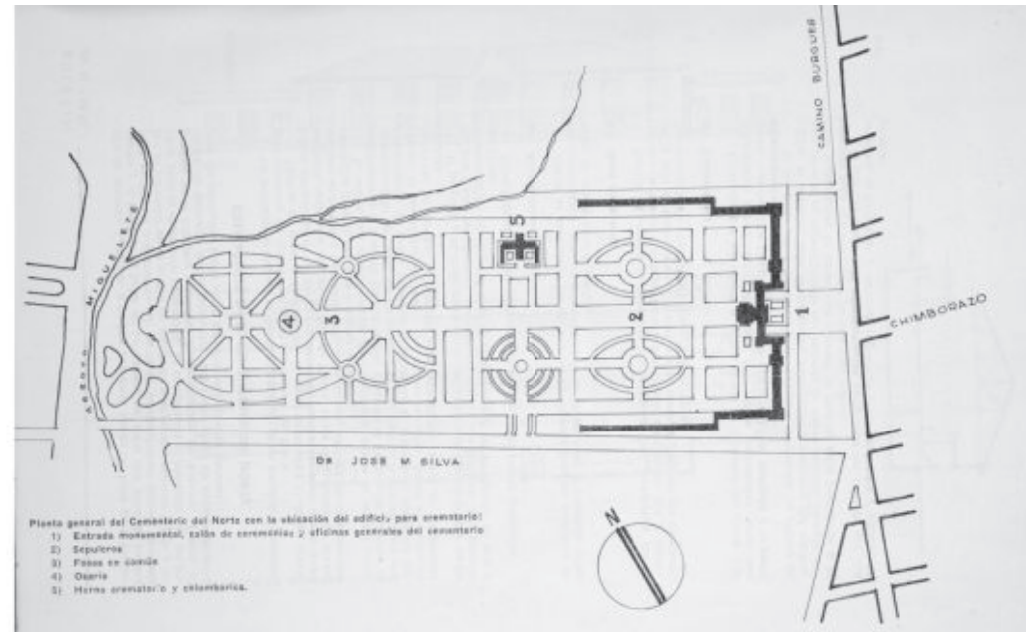 CAMINO BURGUES
ARROYO MIGUELETE
5
4
3
2
1
CHIMBORAZO
DR JOSE M SILVA
N
Planta general del Cementerio del Norte con la ubicación del edificio para crematorio:
1) Entrada monumental, salón de ceremonias y oficinas generales del cementerio
2) Sepulcros
3) Fosas en común
4) Osario
5) Horno crematorio y columbarios.